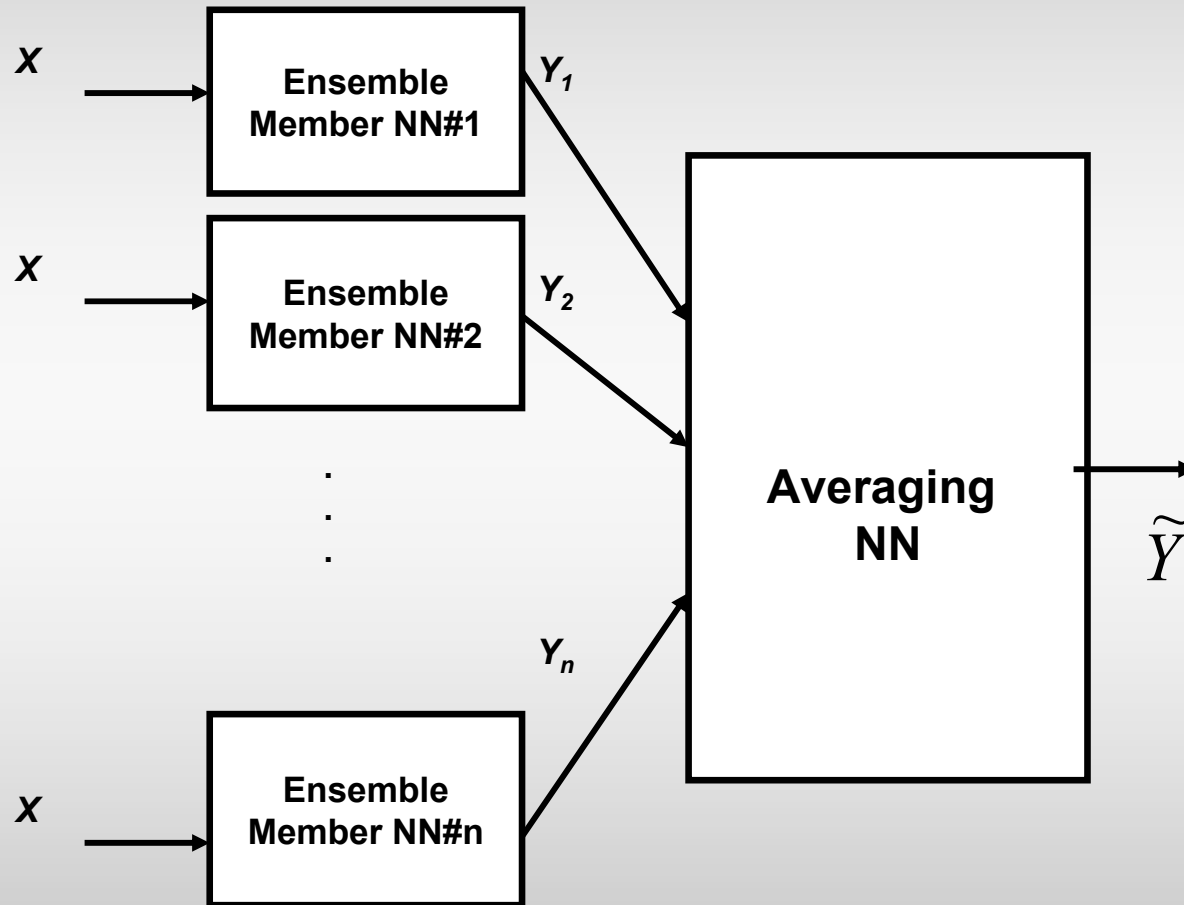 X
Ensemble
Member NN#1
Y₁
X
Ensemble
Member NN#2
Y₂
.
.
.
Averaging
NN
Ỹ
Yₙ
X
Ensemble
Member NN#n